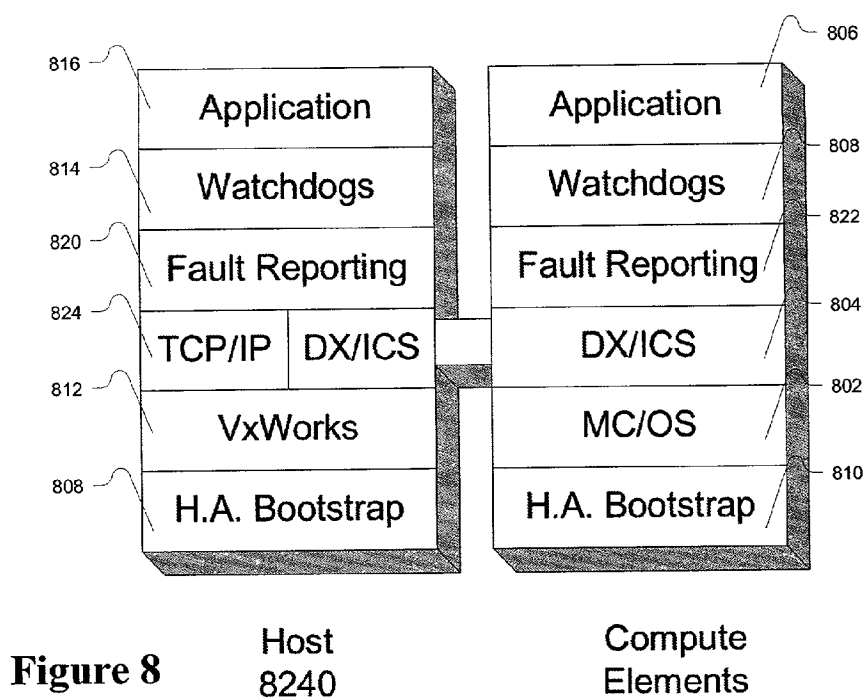 816
Application
814
Watchdogs
820
Fault Reporting
824
TCP/IP
DX/ICS
812
VxWorks
808
H.A. Bootstrap
806
Application
808
Watchdogs
822
Fault Reporting
804
DX/ICS
802
MC/OS
810
H.A. Bootstrap
Host
8240
Compute
Elements
Figure 8